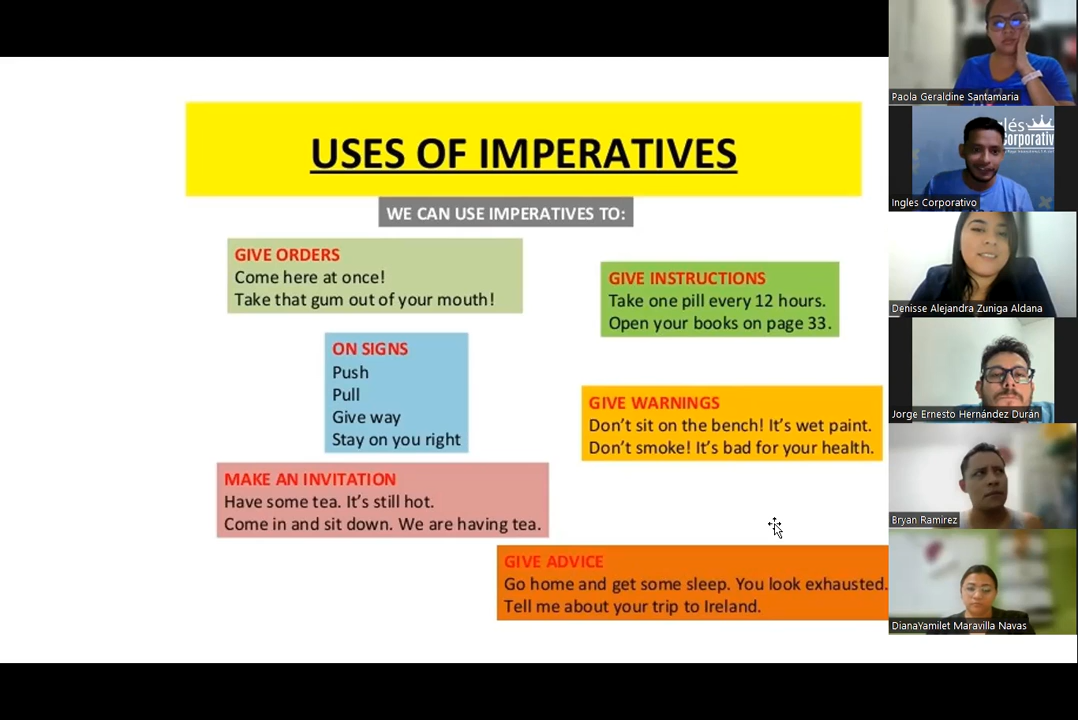 USES OF IMPERATIVES
WE CAN USE IMPERATIVES TO:
GIVE ORDERS
Come here at once!
Take that gum out of your mouth!
GIVE INSTRUCTIONS
Take one pill every 12 hours.
Open your books on page 33.
ON SIGNS
Push
Pull
Give way
Stay on you right
GIVE WARNINGS
Don't sit on the bench! It's wet paint.
Don't smoke! It's bad for your health.
MAKE AN INVITATION
Have some tea. It's still hot.
Come in and sit down. We are having tea.
GIVE ADVICE
Go home and get some sleep. You look exhausted.
Tell me about your trip to Ireland.
Paola Geraldine Santamaria
glés
orporativ
Ingles Corporativo
Denisse Alejandra Zuniga Aldana
Jorge Ernesto Hernández Durán
Bryan Ramirez
DianaYamilet Maravilla Navas